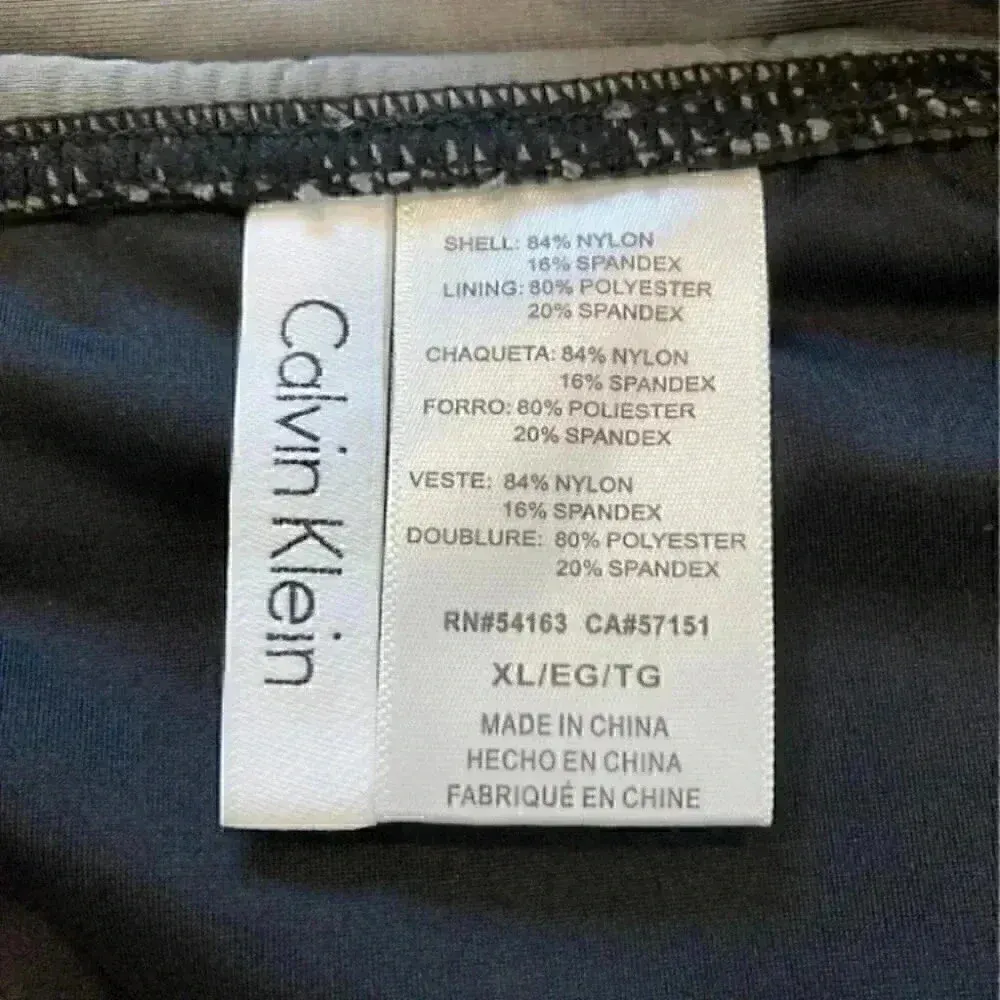 Calvin Klein
SHELL: 84% NYLON
16% SPANDEX
LINING: 80% POLYESTER
20% SPANDEX
CHAQUETA: 84% NYLON
16% SPANDEX
FORRO: 80% POLIESTER
20% SPANDEX
VESTE: 84% NYLON
16% SPANDEX
DOUBLURE: 80% POLYESTER
20% SPANDEX
RN#54163 CA#57151
XL/EG/TG
MADE IN CHINA
HECHO EN CHINA
FABRIQUÉ EN CHINE